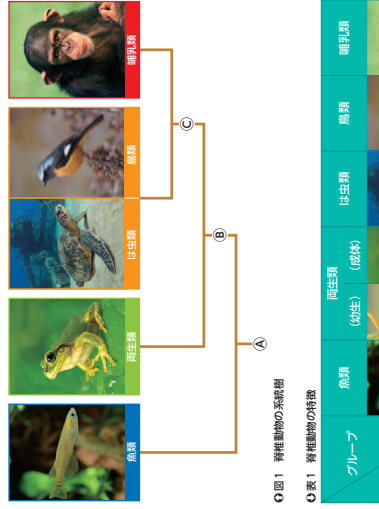 魚類
両生類
は虫類
鳥類
哺乳類
C
B
A
図1 脊椎動物の系統樹
表1 脊椎動物の特徴
グループ
魚類
両生類
(幼生) (成体)
は虫類
鳥類
哺乳類